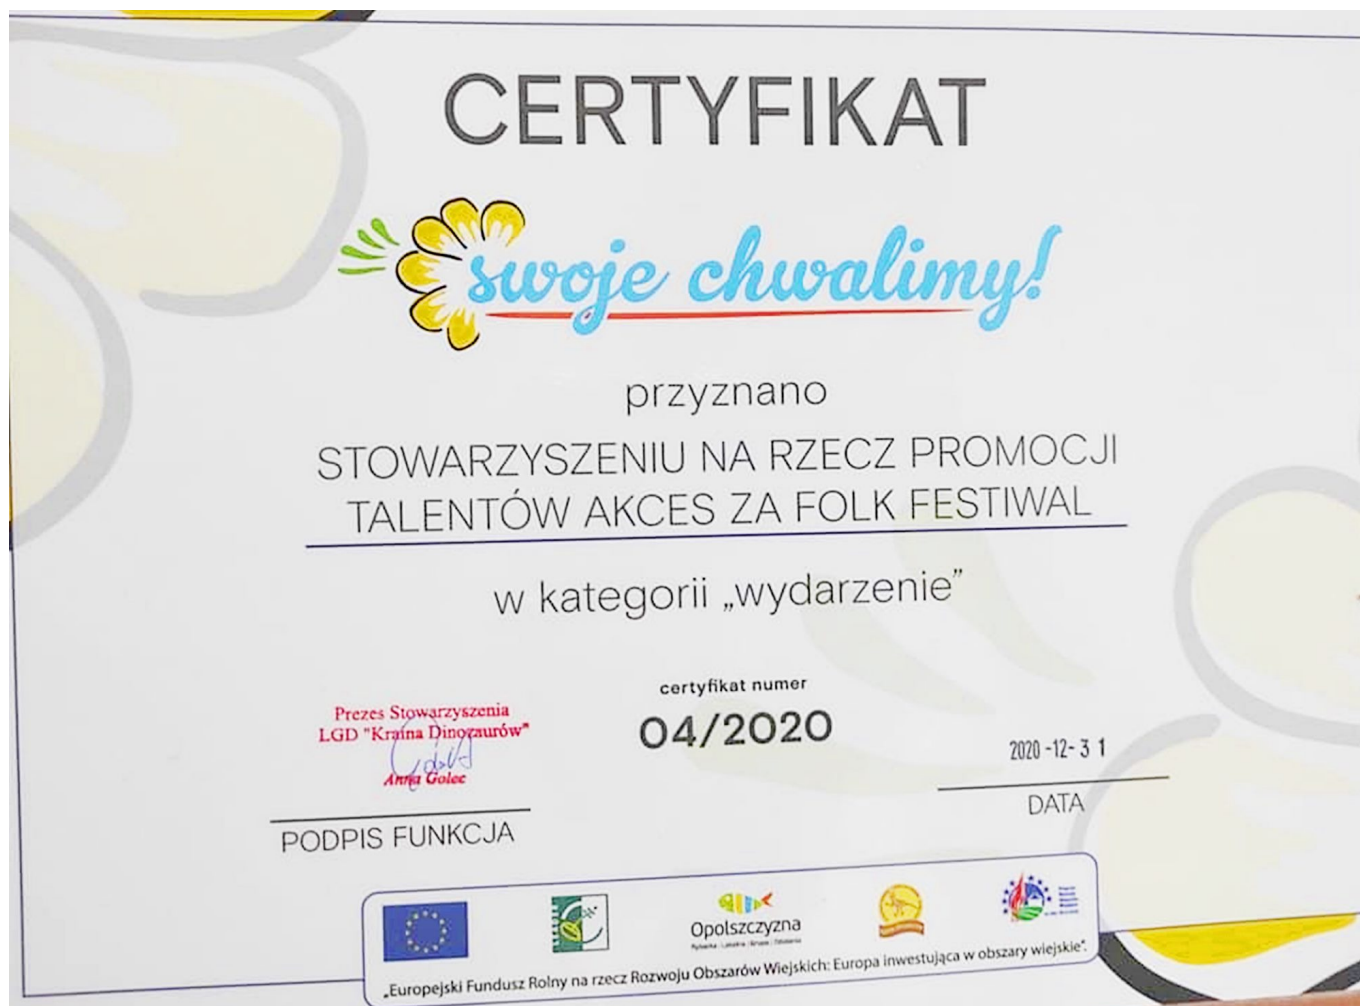 CERTYFIKAT
swoje chwalimy!
przyznano
STOWARZYSZENIU NA RZECZ PROMOCJI
TALENTÓW AKCES ZA FOLK FESTIWAL
w kategorii „wydarzenie”
certyfikat numer
04/2020
Prezes Stowarzyszenia
LGD "Kraina Dinozaurów"
Anna Golec
PODPIS FUNKCJA
2020 -12- 3 1
DATA
Opolszczyzna
„Europejski Fundusz Rolny na rzecz Rozwoju Obszarów Wiejskich: Europa inwestująca w obszary wiejskie”.